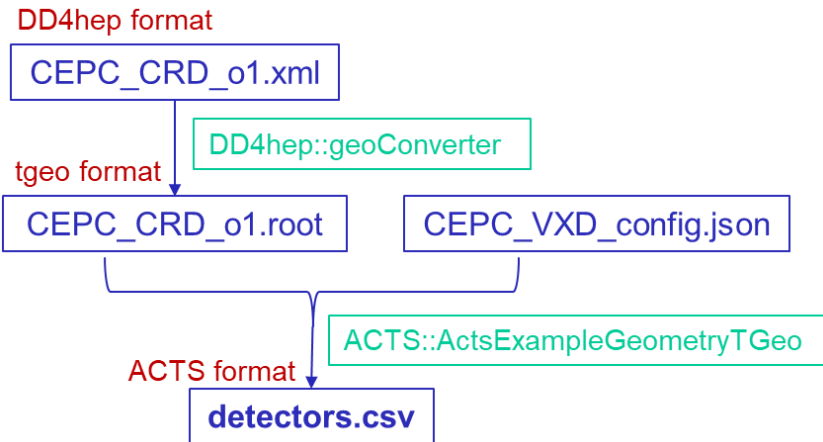 DD4hep format
CEPC_CRD_o1.xml
DD4hep::geoConverter
tgeo format
CEPC_CRD_o1.root
CEPC_VXD_config.json
ACTS::ActsExampleGeometryTGeo
ACTS format
detectors.csv